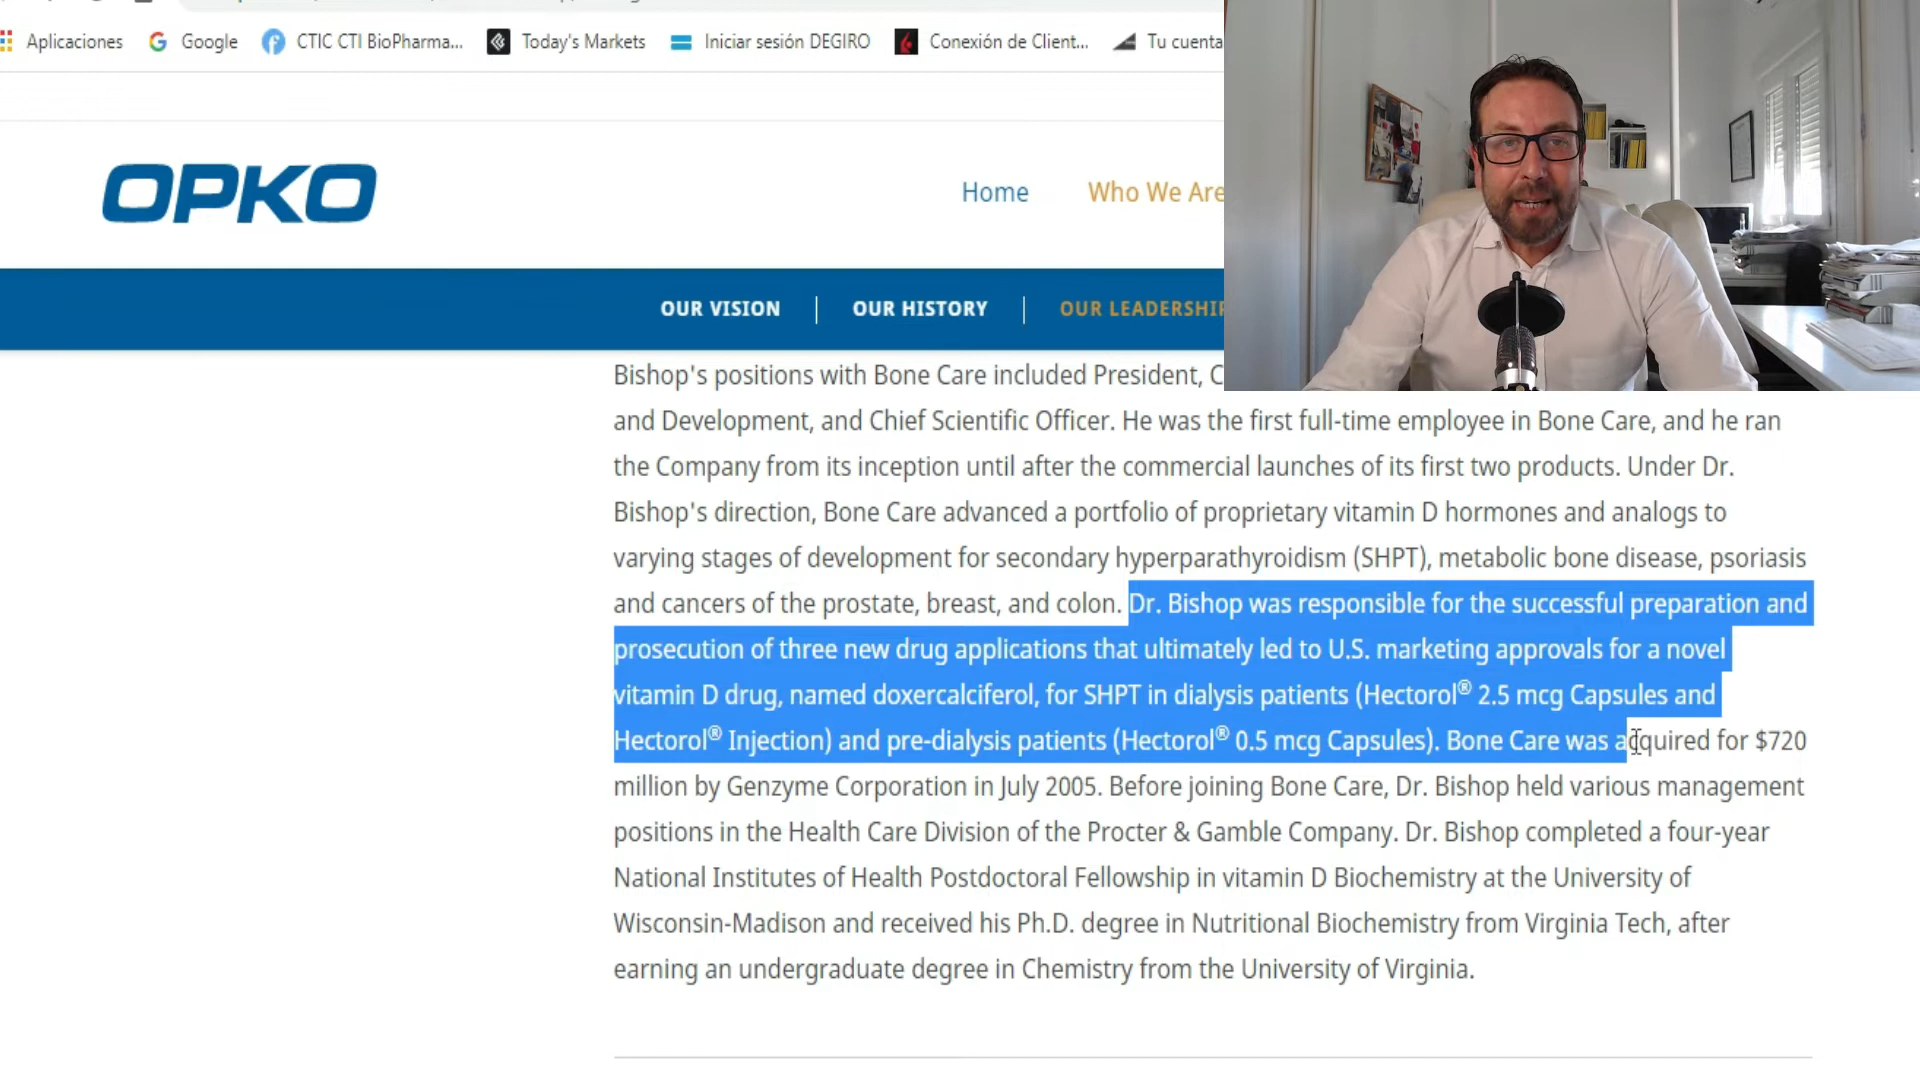 Aplicaciones Google CTIC CTI BioPharma... Today's Markets Iniciar sesión DEGIRO Conexión de Client... Tu cuenta
OPKO
Home Who We Are
OUR VISION | OUR HISTORY | OUR LEADERSHIP
Bishop's positions with Bone Care included President, C
and Development, and Chief Scientific Officer. He was the first full-time employee in Bone Care, and he ran
the Company from its inception until after the commercial launches of its first two products. Under Dr.
Bishop's direction, Bone Care advanced a portfolio of proprietary vitamin D hormones and analogs to
varying stages of development for secondary hyperparathyroidism (SHPT), metabolic bone disease, psoriasis
and cancers of the prostate, breast, and colon. Dr. Bishop was responsible for the successful preparation and
prosecution of three new drug applications that ultimately led to U.S. marketing approvals for a novel
vitamin D drug, named doxercalciferol, for SHPT in dialysis patients (Hectorol® 2.5 mcg Capsules and
Hectorol® Injection) and pre-dialysis patients (Hectorol® 0.5 mcg Capsules). Bone Care was acquired for $720
million by Genzyme Corporation in July 2005. Before joining Bone Care, Dr. Bishop held various management
positions in the Health Care Division of the Procter & Gamble Company. Dr. Bishop completed a four-year
National Institutes of Health Postdoctoral Fellowship in vitamin D Biochemistry at the University of
Wisconsin-Madison and received his Ph.D. degree in Nutritional Biochemistry from Virginia Tech, after
earning an undergraduate degree in Chemistry from the University of Virginia.